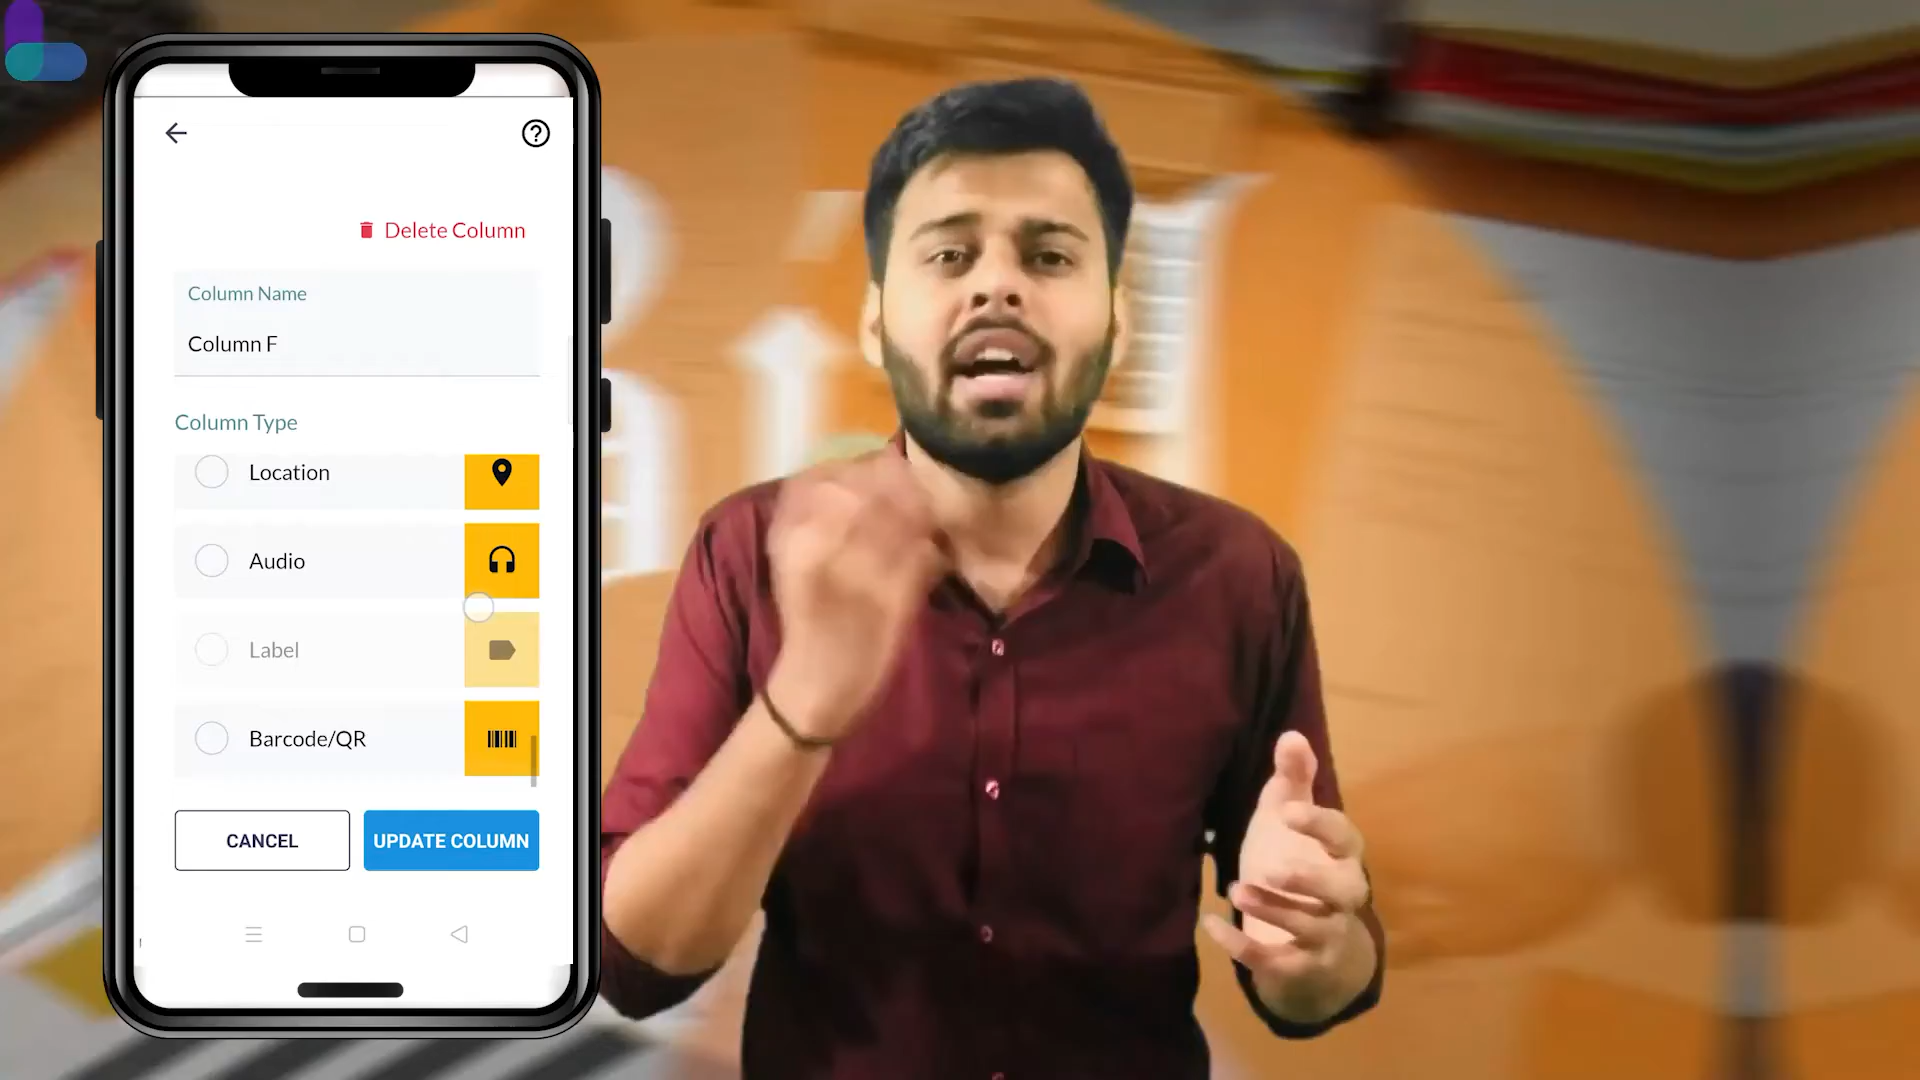 Delete Column
Column Name
Column F
Column Type
Location
Audio
Label
Barcode/QR
CANCEL
UPDATE COLUMN